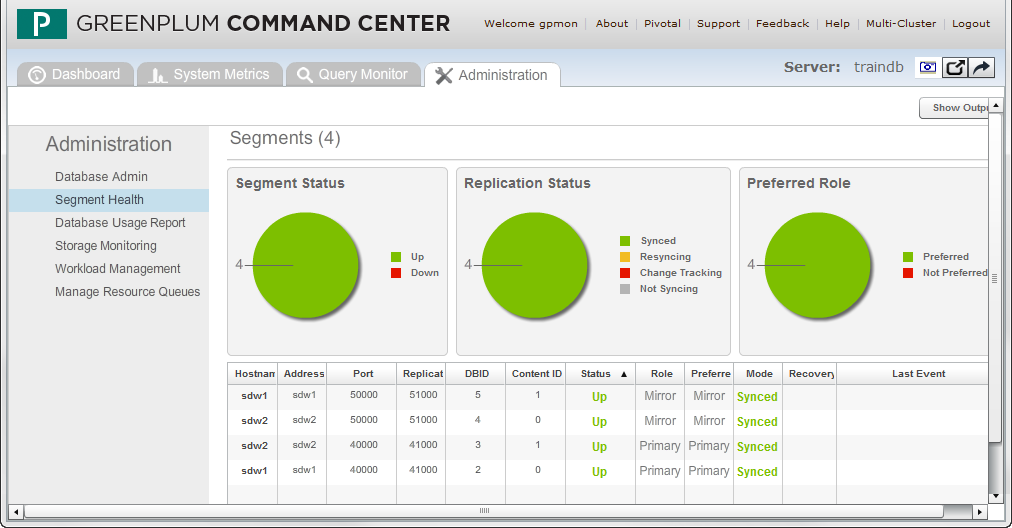 P GREENPLUM COMMAND CENTER Welcome gpmon About Pivotal Support Feedback Help Multi-Cluster Logout
Dashboard System Metrics Query Monitor Administration Server: traindb
Show Outp
Administration
Database Admin
Segment Health
Database Usage Report
Storage Monitoring
Workload Management
Manage Resource Queues
Segments (4)
Segment Status
4
Up
Down
Replication Status
4
Synced
Resyncing
Change Tracking
Not Syncing
Preferred Role
4
Preferred
Not Preferred
Hostnam Address Port Replicat DBID Content ID Status ▲ Role Preferre Mode Recovery Last Event
sdw1 sdw1 50000 51000 5 1 Up Mirror Mirror Synced
sdw2 sdw2 50000 51000 4 0 Up Mirror Mirror Synced
sdw2 sdw2 40000 41000 3 1 Up Primary Primary Synced
sdw1 sdw1 40000 41000 2 0 Up Primary Primary Synced